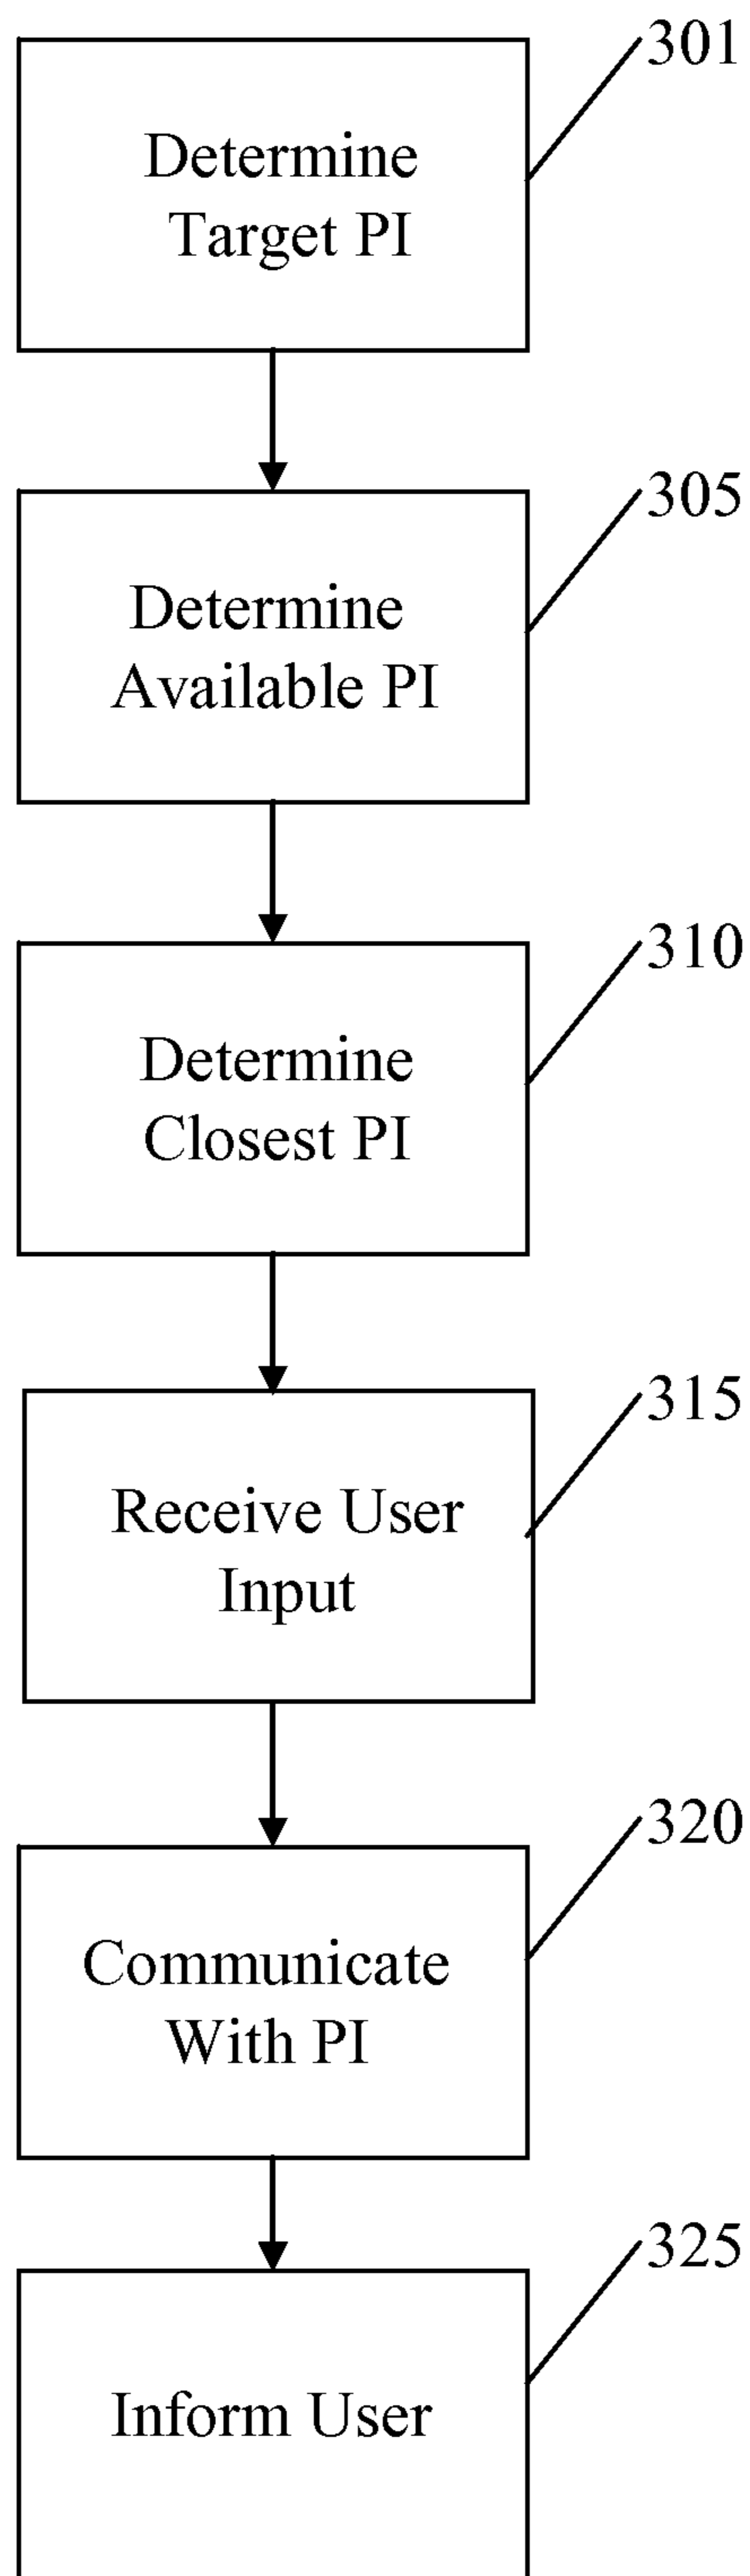 301
Determine
Target PI
305
Determine
Available PI
310
Determine
Closest PI
315
Receive User
Input
320
Communicate
With PI
325
Inform User